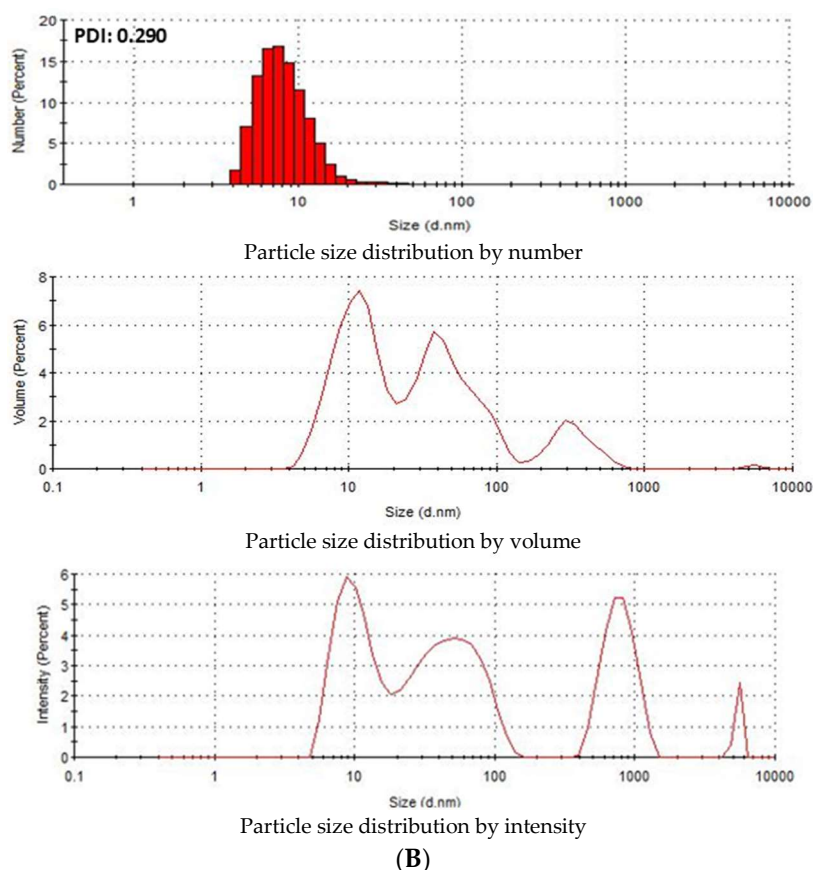 20
PDI: 0.290
15
10
5
0
Number (Percent)
1 10 100 1000 10000
Size (d.nm)
Particle size distribution by number
8
6
4
2
0
Volume (Percent)
0.1 1 10 100 1000 10000
Size (d.nm)
Particle size distribution by volume
6
5
4
3
2
1
0
Intensity (Percent)
0.1 1 10 100 1000 10000
Size (d.nm)
Particle size distribution by intensity
(B)